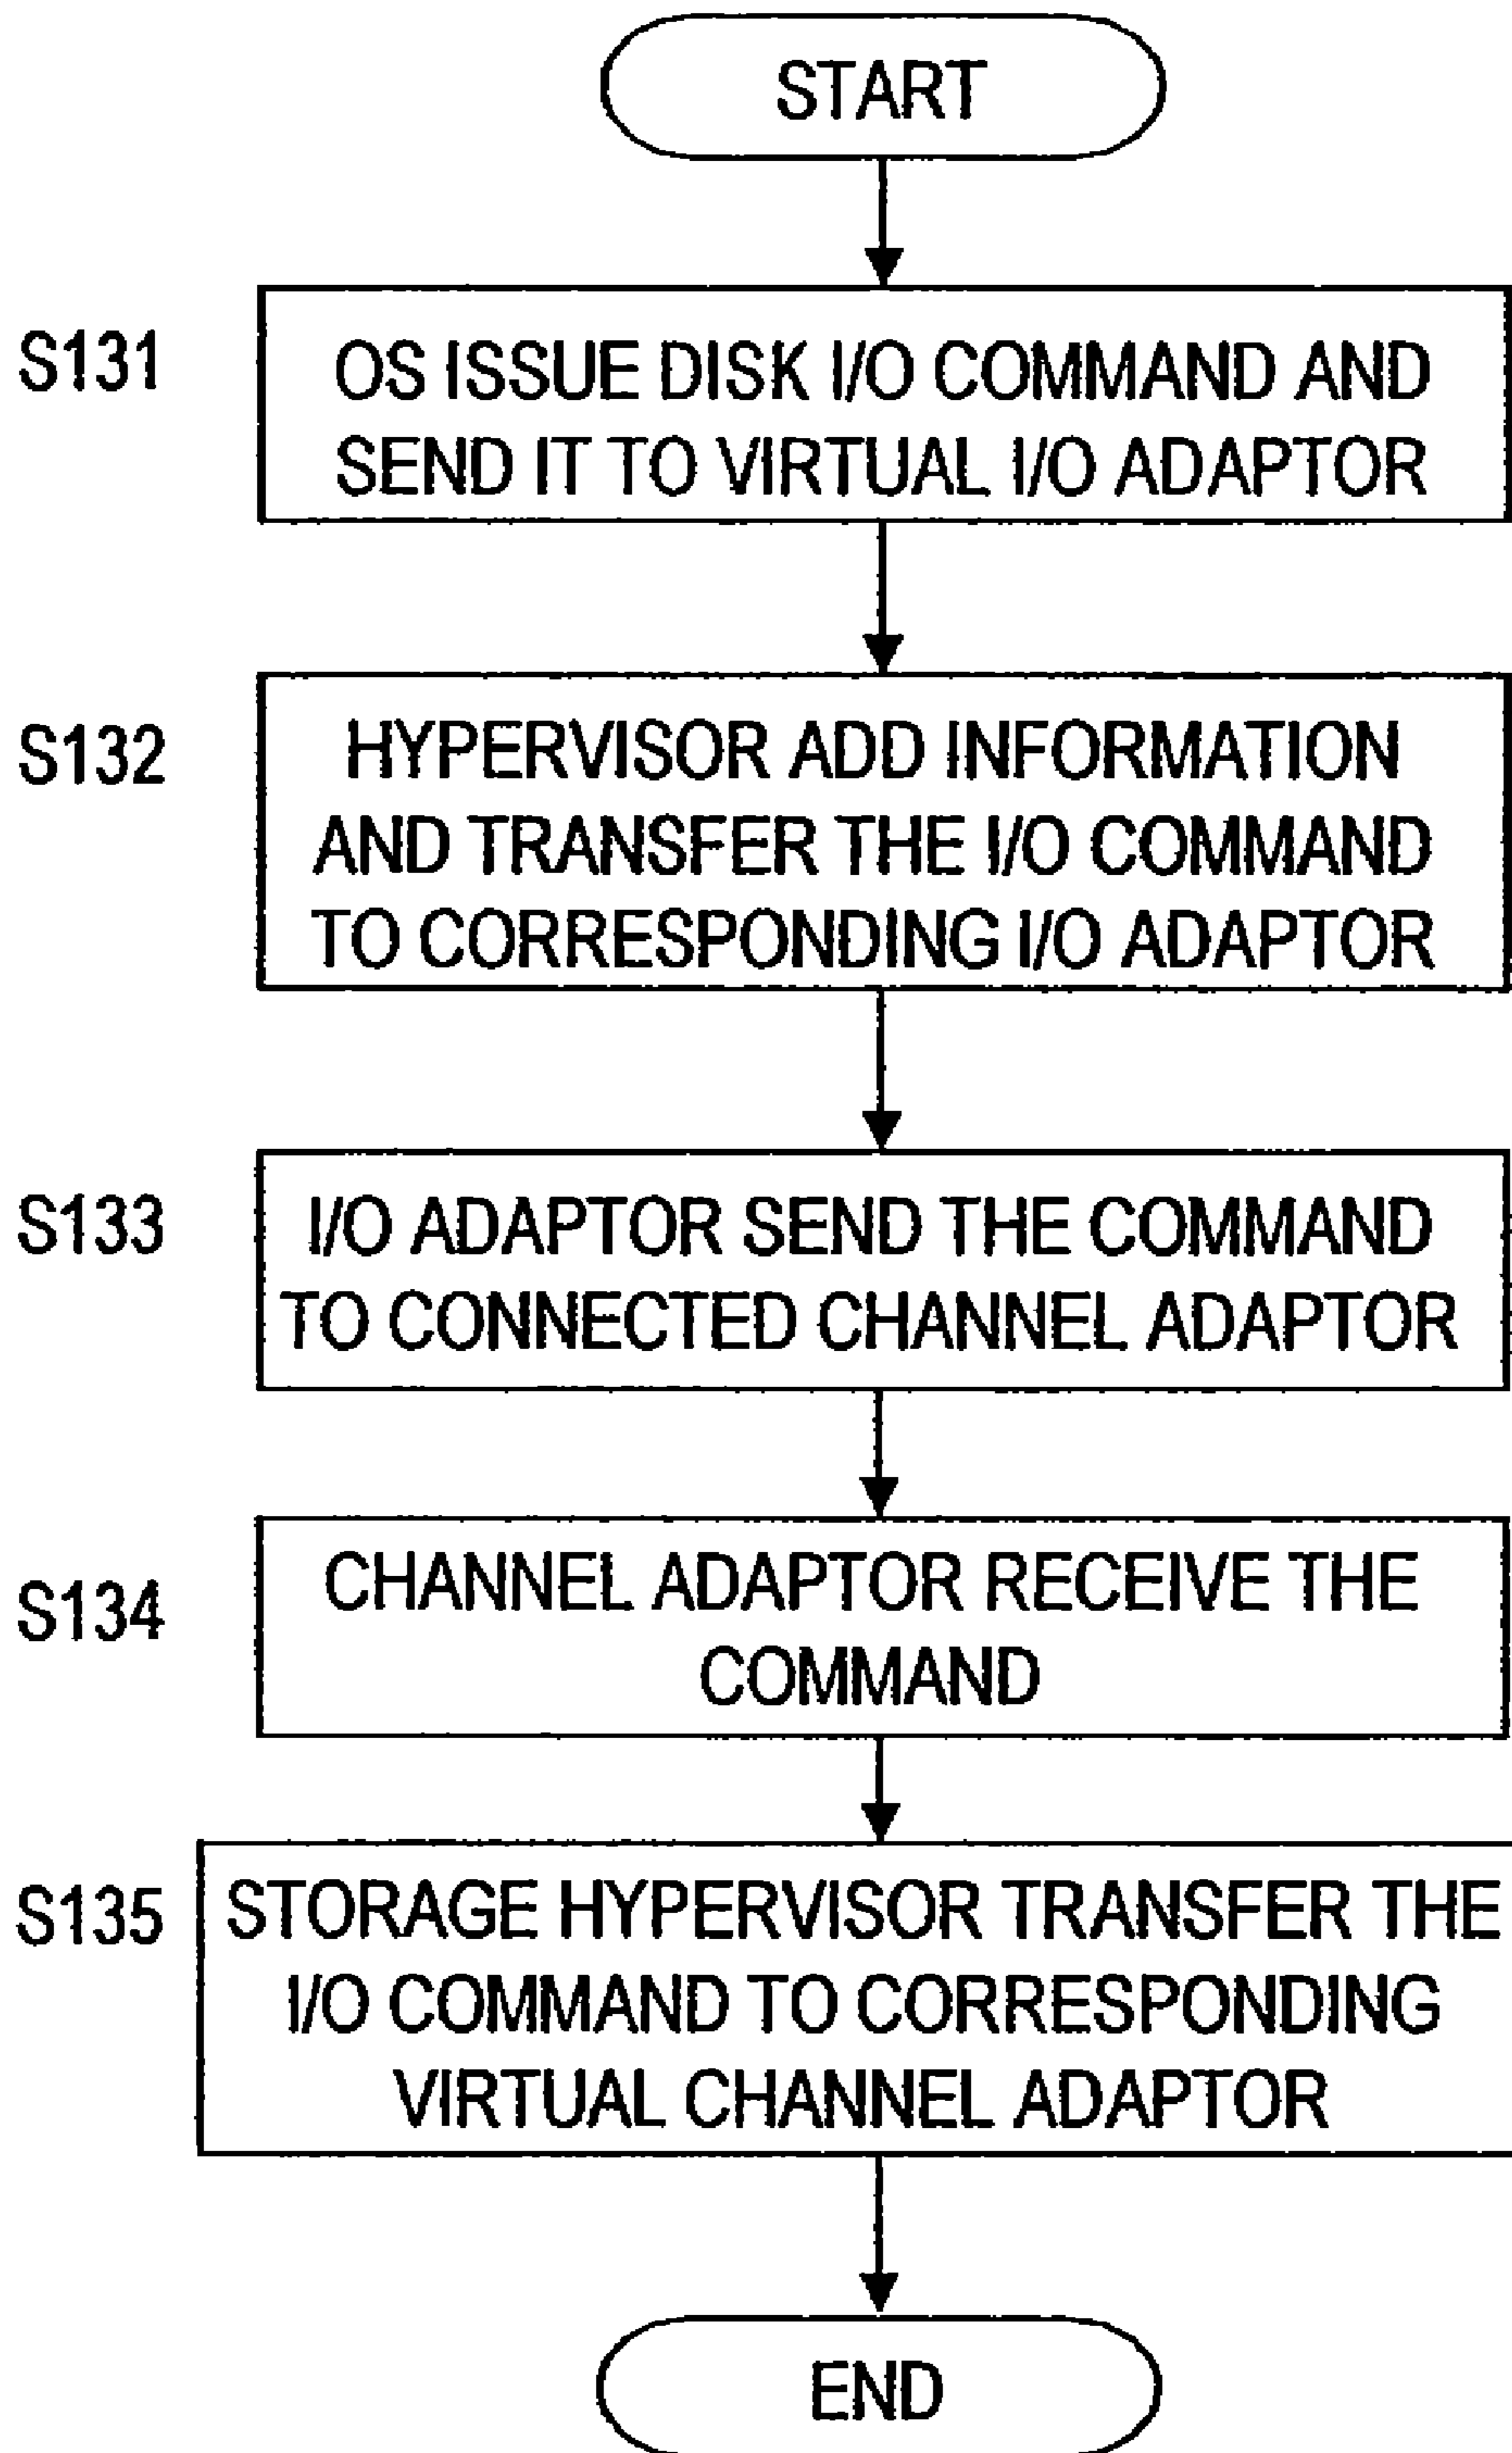 START
S131
OS ISSUE DISK I/O COMMAND AND
SEND IT TO VIRTUAL I/O ADAPTOR
S132
HYPERVISOR ADD INFORMATION
AND TRANSFER THE I/O COMMAND
TO CORRESPONDING I/O ADAPTOR
S133
I/O ADAPTOR SEND THE COMMAND
TO CONNECTED CHANNEL ADAPTOR
S134
CHANNEL ADAPTOR RECEIVE THE
COMMAND
S135
STORAGE HYPERVISOR TRANSFER THE
I/O COMMAND TO CORRESPONDING
VIRTUAL CHANNEL ADAPTOR
END